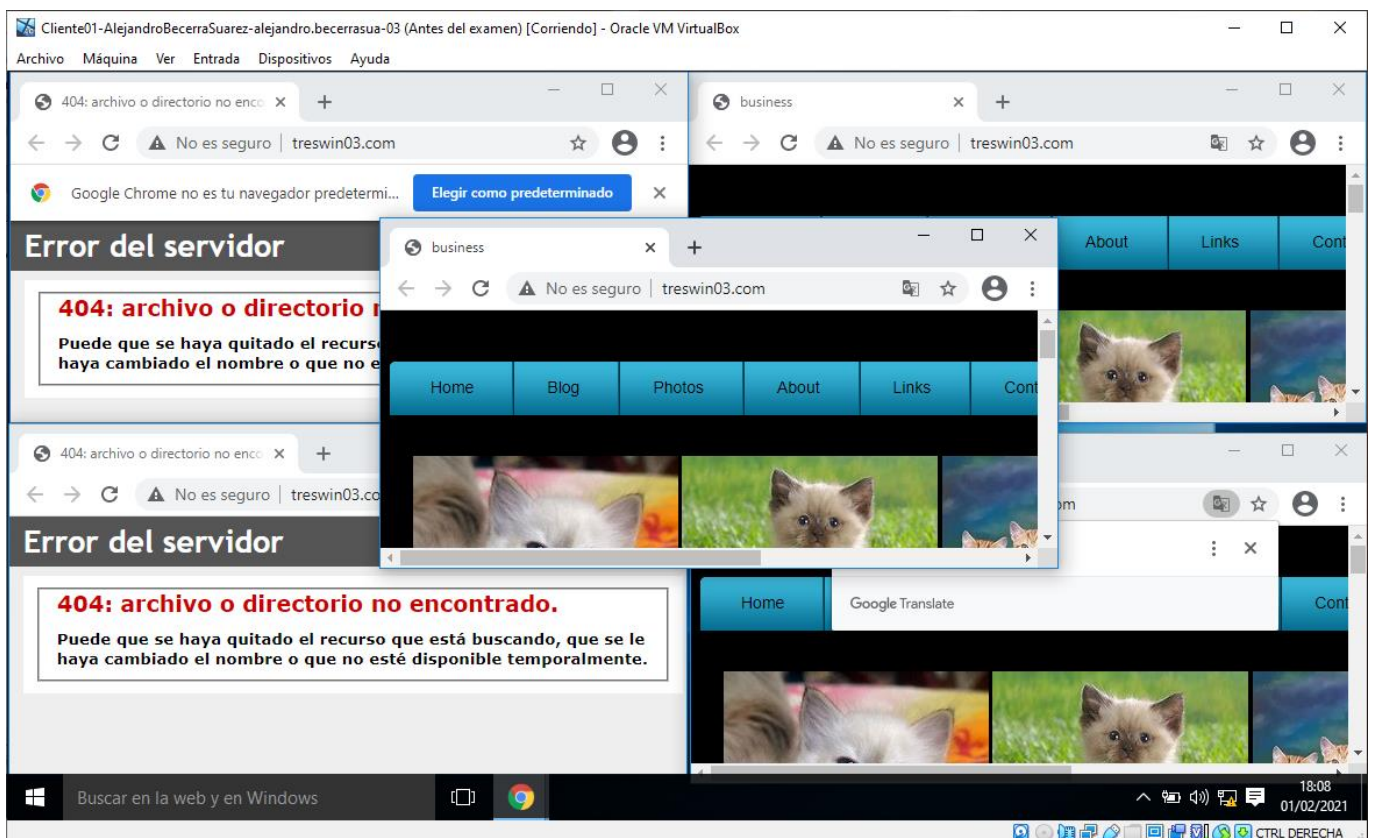 Cliente01-AlejandroBecerraSuarez-alejandro.becerrasua-03 (Antes del examen) [Corriendo] - Oracle VM VirtualBox
Archivo Máquina Ver Entrada Dispositivos Ayuda
404: archivo o directorio no enco
No es seguro | treswin03.com
Google Chrome no es tu navegador predetermi... Elegir como predeterminado
Error del servidor
404: archivo o directorio
Puede que se haya quitado el recurs
haya cambiado el nombre o que no e
business
No es seguro | treswin03.com
About Links Cont
business
No es seguro | treswin03.com
Home Blog Photos About Links Cont
404: archivo o directorio no enco
No es seguro | treswin03.co
Error del servidor
404: archivo o directorio no encontrado.
Puede que se haya quitado el recurso que está buscando, que se le
haya cambiado el nombre o que no esté disponible temporalmente.
om
Google Translate
Home Cont
Buscar en la web y en Windows
18:08
01/02/2021
CTRL DERECHA